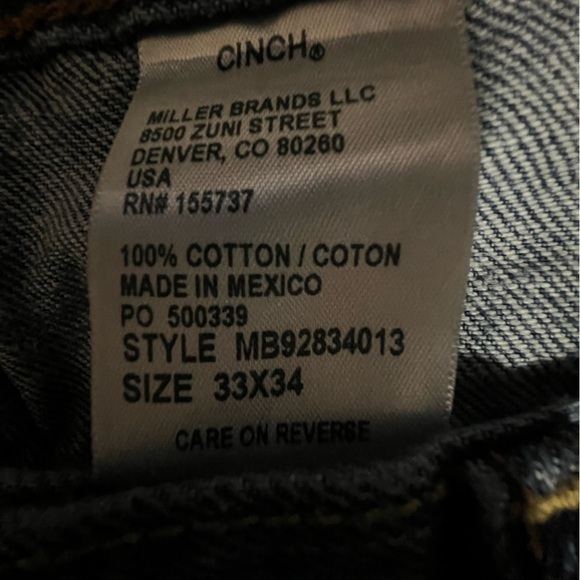 CINCH®
MILLER BRANDS LLC
8500 ZUNI STREET
DENVER, CO 80260
USA
RN# 155737
100% COTTON / COTON
MADE IN MEXICO
PO 500339
STYLE MB92834013
SIZE 33X34
CARE ON REVERSE